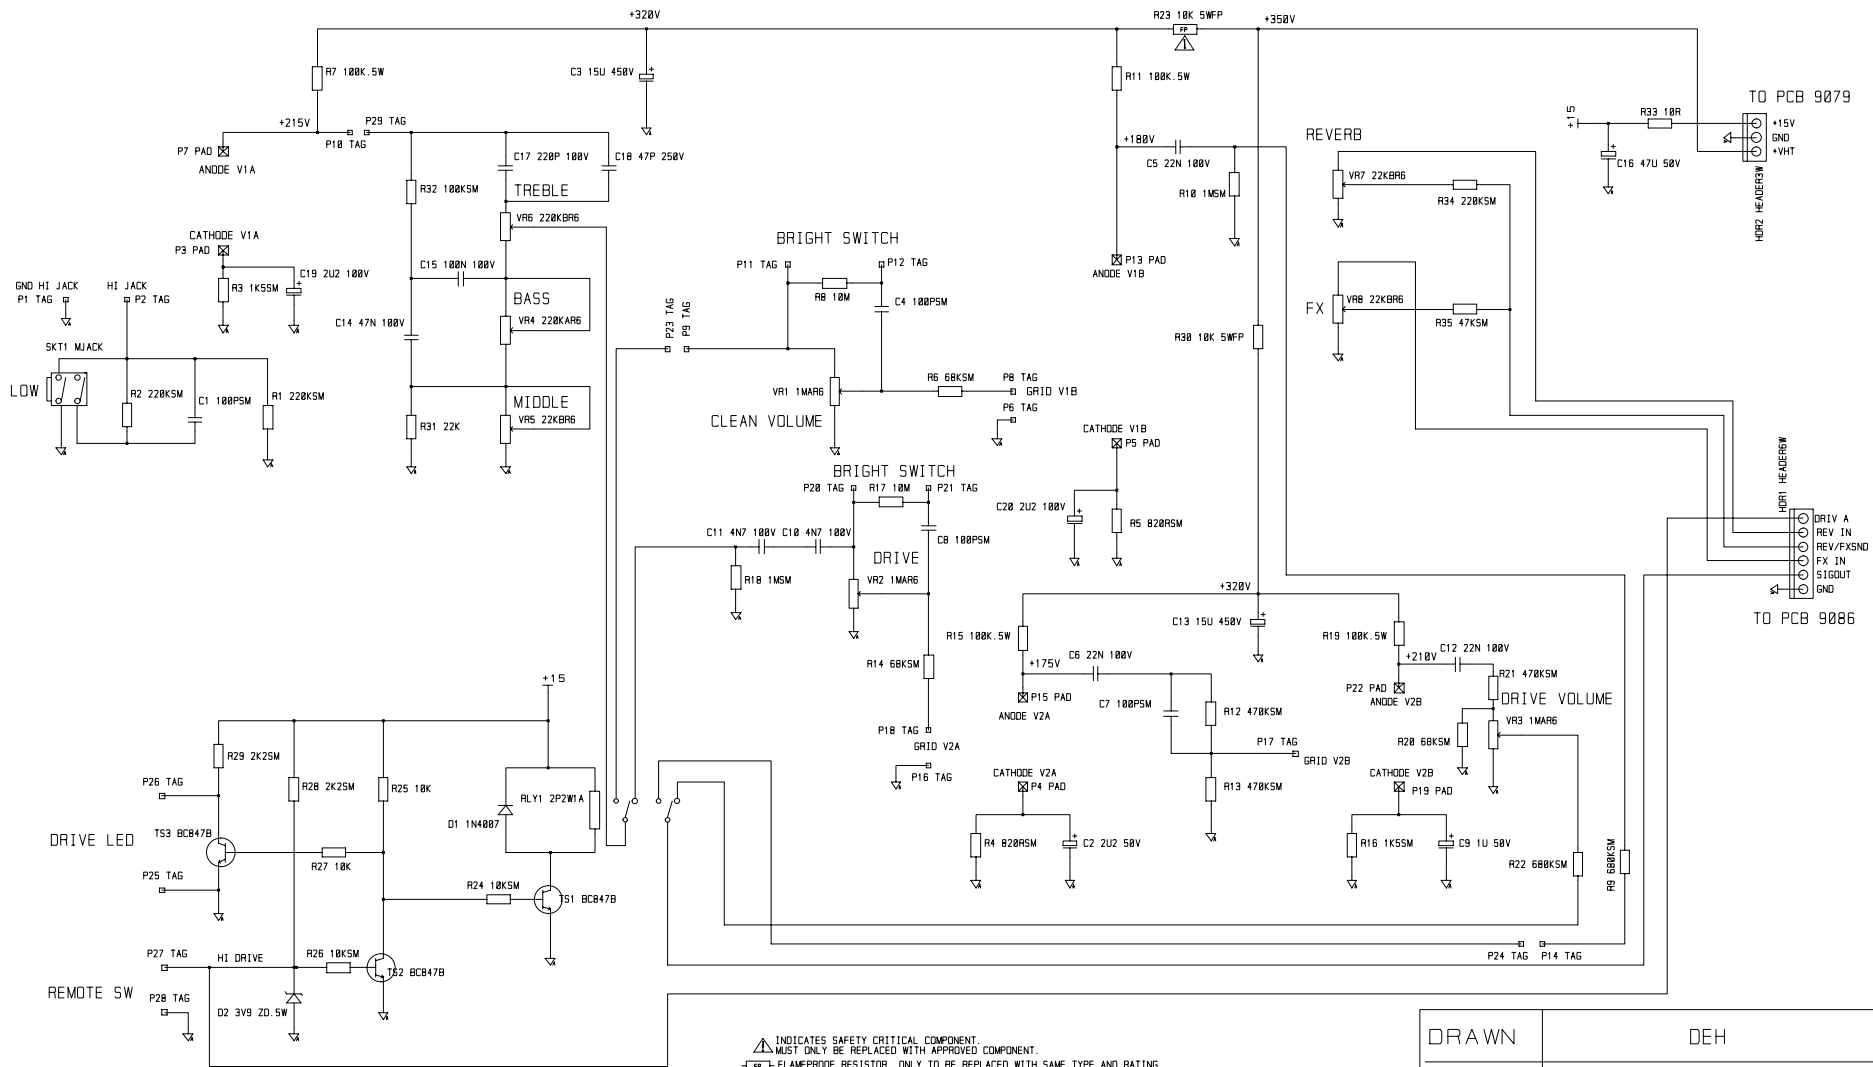 +320V
R23 10K 5WFP
+350V
FP
R7 100K.5W
C3 15U 450V
+
R11 100K.5W
TO PCB 9079
+15
R33 10R
+15V
GND
+VHT
C16 47U 50V
+
HDR2 HEADER3W
+215V
P29 TAG
P10 TAG
P7 PAD
ANODE V1A
C17 220P 100V
C18 47P 250V
+180V
C5 22N 100V
R10 1MSM
REVERB
VR7 22KBR6
R34 220KSM
R32 100KSM
TREBLE
VR6 220KBR6
CATHODE V1A
P3 PAD
C19 2U2 100V
+
R3 1K5SM
BRIGHT SWITCH
P11 TAG
P12 TAG
R8 10M
C4 100PSM
P13 PAD
ANODE V1B
C15 100N 100V
BASS
VR4 220KAR6
FX
VR8 22KBR6
R35 47KSM
GND HI JACK
P1 TAG
HI JACK
P2 TAG
C14 47N 100V
P23 TAG
P9 TAG
R30 10K 5WFP
SKT1 MJACK
LOW
R2 220KSM
C1 100PSM
R1 220KSM
MIDDLE
VR5 22KBR6
R31 22K
VR1 1MAR6
CLEAN VOLUME
R6 68KSM
P8 TAG
GRID V1B
P6 TAG
CATHODE V1B
P5 PAD
BRIGHT SWITCH
P20 TAG
R17 10M
P21 TAG
C20 2U2 100V
+
R5 820RSM
HDR1 HEADER6W
DRIV A
REV IN
REV/FXSND
FX IN
SIGOUT
GND
TO PCB 9086
C11 4N7 100V
C10 4N7 100V
C8 100PSM
DRIVE
VR2 1MAR6
R18 1MSM
+320V
C13 15U 450V
+
R15 100K.5W
R19 100K.5W
R14 68KSM
+175V
C6 22N 100V
+210V
C12 22N 100V
R21 470KSM
P15 PAD
ANODE V2A
C7 100PSM
R12 470KSM
P22 PAD
ANODE V2B
DRIVE VOLUME
VR3 1MAR6
R20 68KSM
+15
P18 TAG
GRID V2A
P16 TAG
P17 TAG
GRID V2B
R29 2K2SM
R28 2K2SM
R25 10K
P26 TAG
RLY1 2P2W1A
D1 1N4007
CATHODE V2A
P4 PAD
R13 470KSM
CATHODE V2B
P19 PAD
DRIVE LED
TS3 BC847B
R27 10K
R4 820RSM
C2 2U2 50V
+
R16 1K5SM
C9 1U 50V
+
R22 680KSM
R9 680KSM
P25 TAG
R24 10KSM
TS1 BC847B
P27 TAG
HI DRIVE
R26 10KSM
TS2 BC847B
P24 TAG
P14 TAG
REMOTE SW
P28 TAG
D2 3V9 ZD.5W
INDICATES SAFETY CRITICAL COMPONENT.
MUST ONLY BE REPLACED WITH APPROVED COMPONENT.
FP FLAMEPROOF RESISTOR. ONLY TO BE REPLACED WITH SAME TYPE AND RATING
DRAWN
DEH